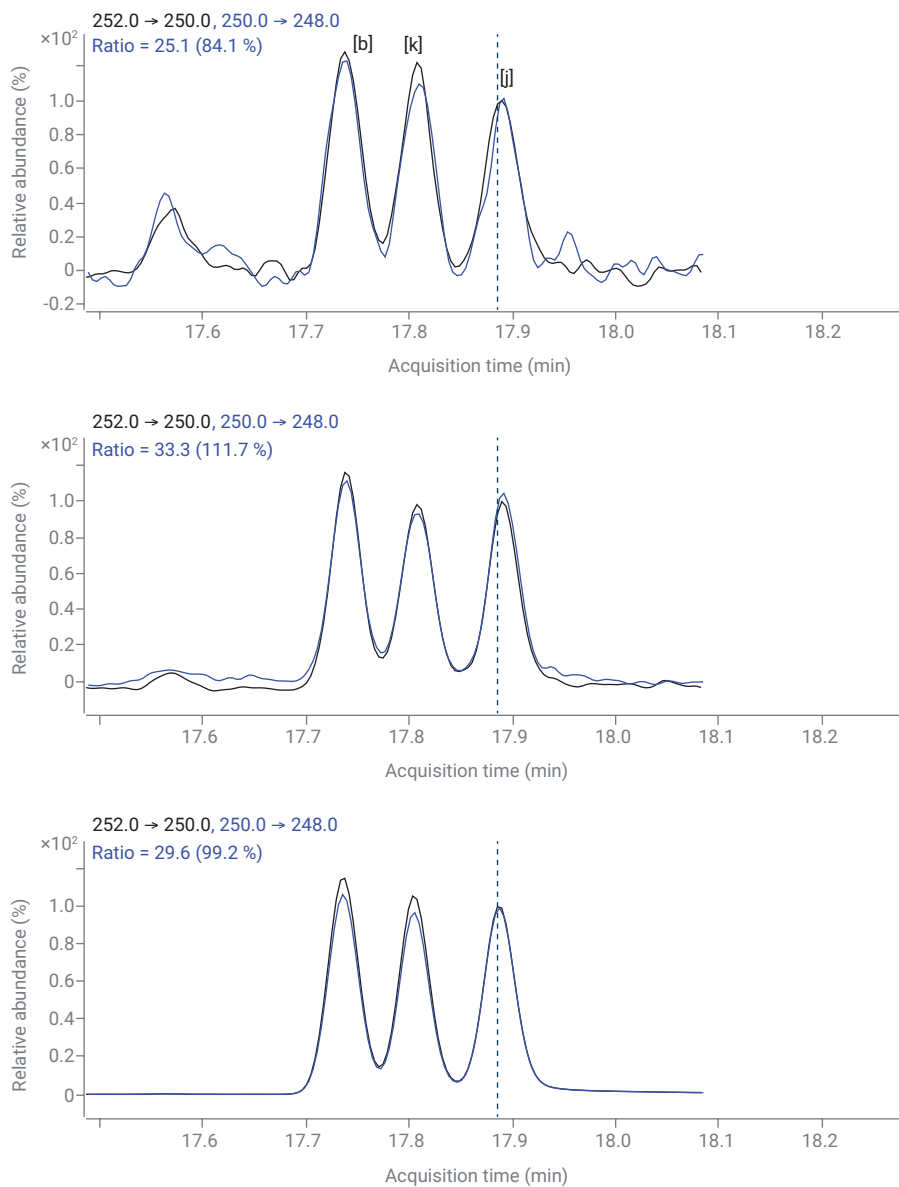 252.0 → 250.0, 250.0 → 248.0
×10²
Ratio = 25.1 (84.1 %)
[b]
[k]
[j]
Relative abundance (%)
1.0
0.8
0.6
0.4
0.2
0
-0.2
17.6 17.7 17.8 17.9 18.0 18.1 18.2
Acquisition time (min)
252.0 → 250.0, 250.0 → 248.0
×10²
Ratio = 33.3 (111.7 %)
Relative abundance (%)
1.0
0.8
0.6
0.4
0.2
0
17.6 17.7 17.8 17.9 18.0 18.1 18.2
Acquisition time (min)
252.0 → 250.0, 250.0 → 248.0
×10²
Ratio = 29.6 (99.2 %)
Relative abundance (%)
1.0
0.8
0.6
0.4
0.2
0
17.6 17.7 17.8 17.9 18.0 18.1 18.2
Acquisition time (min)